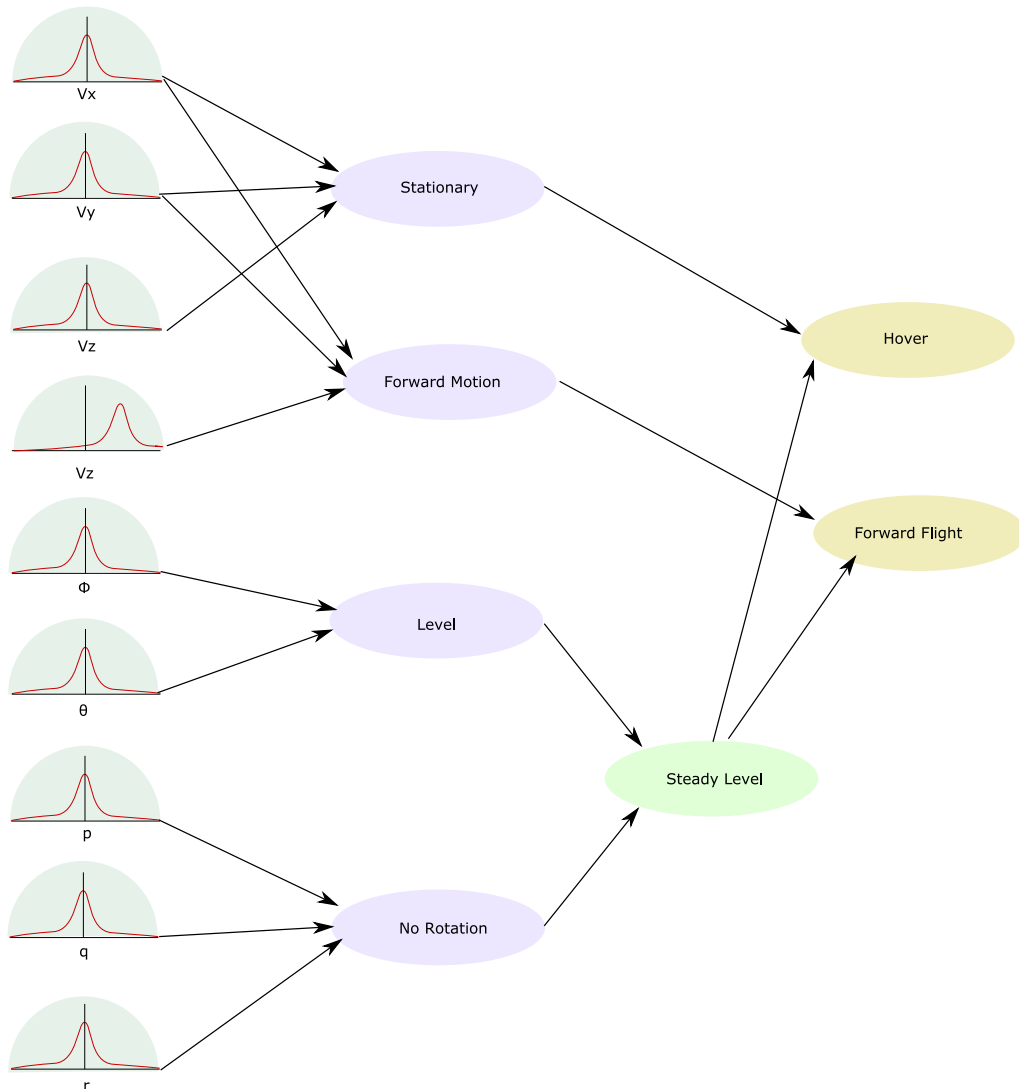 Vx
Vy
Vz
Vz
Φ
θ
p
q
r
Stationary
Forward Motion
Level
No Rotation
Steady Level
Hover
Forward Flight